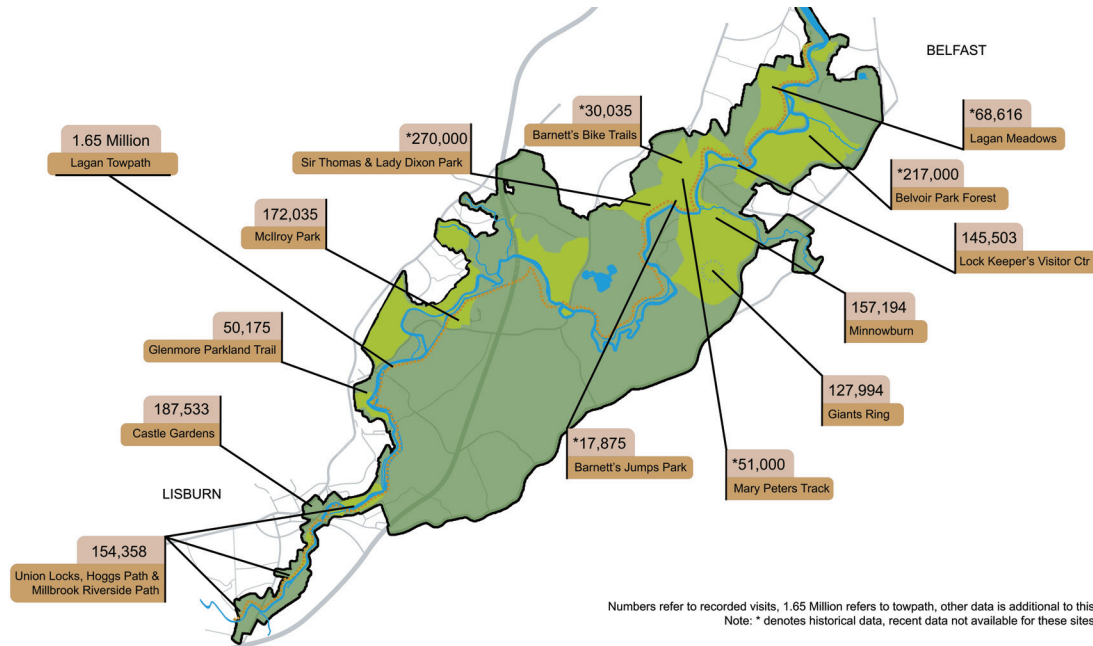 BELFAST
*30,035
Barnett's Bike Trails
*68,616
Lagan Meadows
1.65 Million
Lagan Towpath
*270,000
Sir Thomas & Lady Dixon Park
*217,000
Belvoir Park Forest
172,035
McIlroy Park
145,503
Lock Keeper's Visitor Ctr
157,194
Minnowburn
50,175
Glenmore Parkland Trail
127,994
Giants Ring
187,533
Castle Gardens
*17,875
Barnett's Jumps Park
*51,000
Mary Peters Track
LISBURN
154,358
Union Locks, Hoggs Path &
Millbrook Riverside Path
Numbers refer to recorded visits, 1.65 Million refers to towpath, other data is additional to this
Note: * denotes historical data, recent data not available for these sites